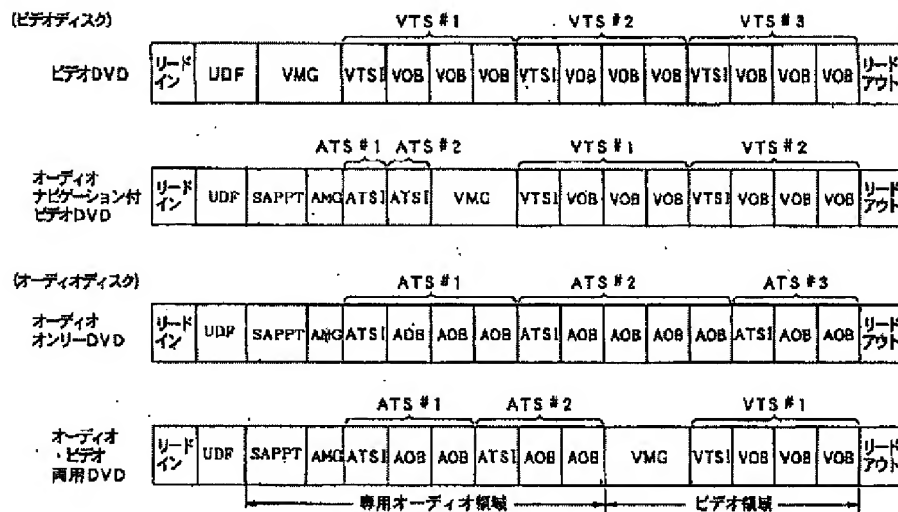 (ビデオディスク)
VTS #1 VTS #2 VTS #3
ビデオDVD リードイン UDF VMG VTSI VOB VOB VOB VTSI VOB VOB VOB VTSI VOB VOB VOB リードアウト
ATS #1 ATS #2 VTS #1 VTS #2
オーディオ
ナビゲーション付
ビデオDVD リードイン UDF SAPPT AMG ATSI ATSI VMG VTSI VOB VOB VOB VTSI VOB VOB VOB リードアウト
(オーディオディスク)
ATS #1 ATS #2 ATS #3
オーディオ
オンリーDVD リードイン UDF SAPPT AMG ATSI AOB AOB AOB ATSI AOB AOB AOB AOB ATSI AOB AOB リードアウト
ATS #1 ATS #2 VTS #1
オーディオ
・ビデオ
両用DVD リードイン UDF SAPPT AMG ATSI AOB AOB ATSI AOB AOB VMG VTSI VOB VOB VOB リードアウト
専用オーディオ領域 ビデオ領域